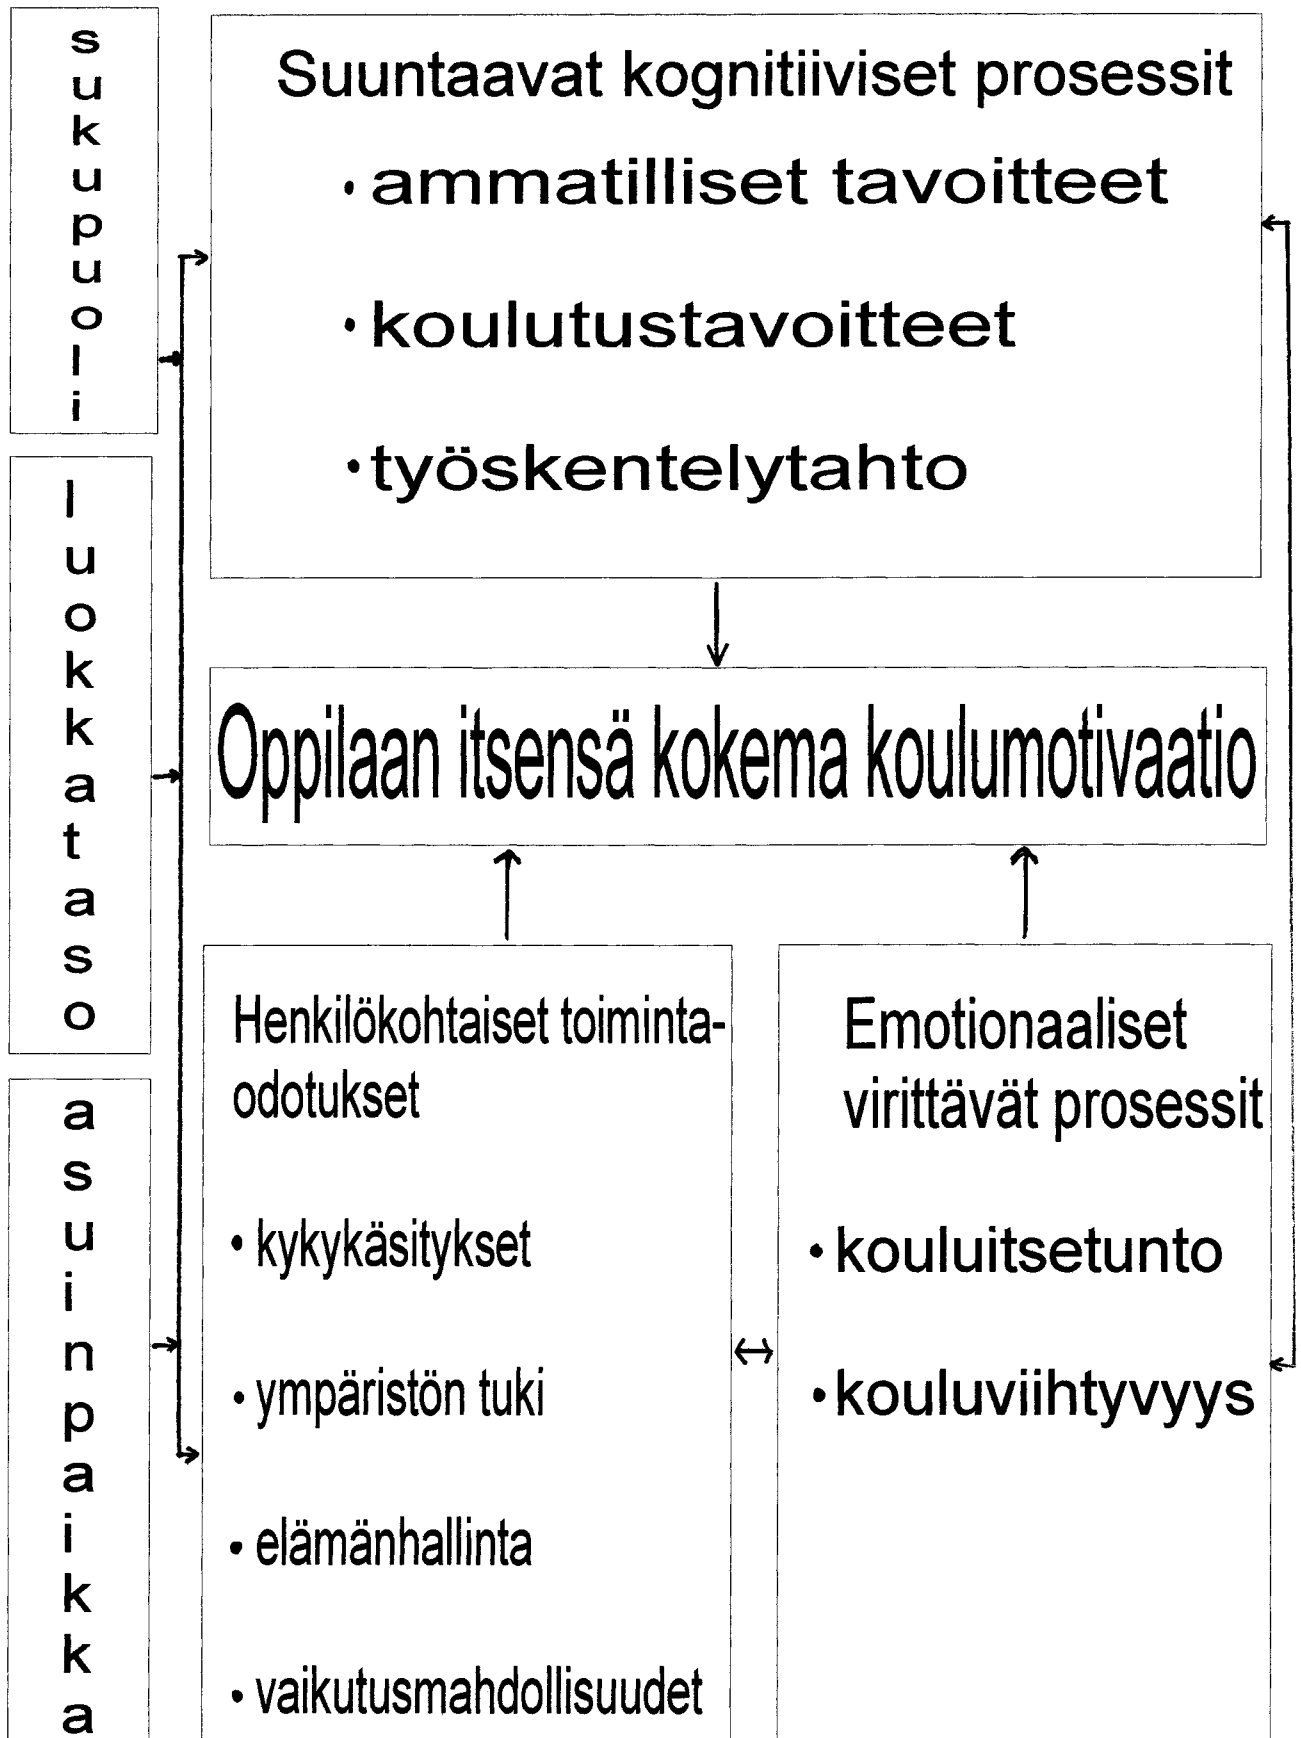 sukupuoli
luokkataso
asuinpaikka
Suuntaavat kognitiiviset prosessit
· ammatilliset tavoitteet
· koulutustavoitteet
· työskentelytahto
Oppilaan itsensä kokema koulumotivaatio
Henkilökohtaiset toiminta-
odotukset
· kykykäsitykset
· ympäristön tuki
· elämänhallinta
· vaikutusmahdollisuudet
Emotionaaliset
virittävät prosessit
· kouluitsetunto
· kouluviihtyvyys